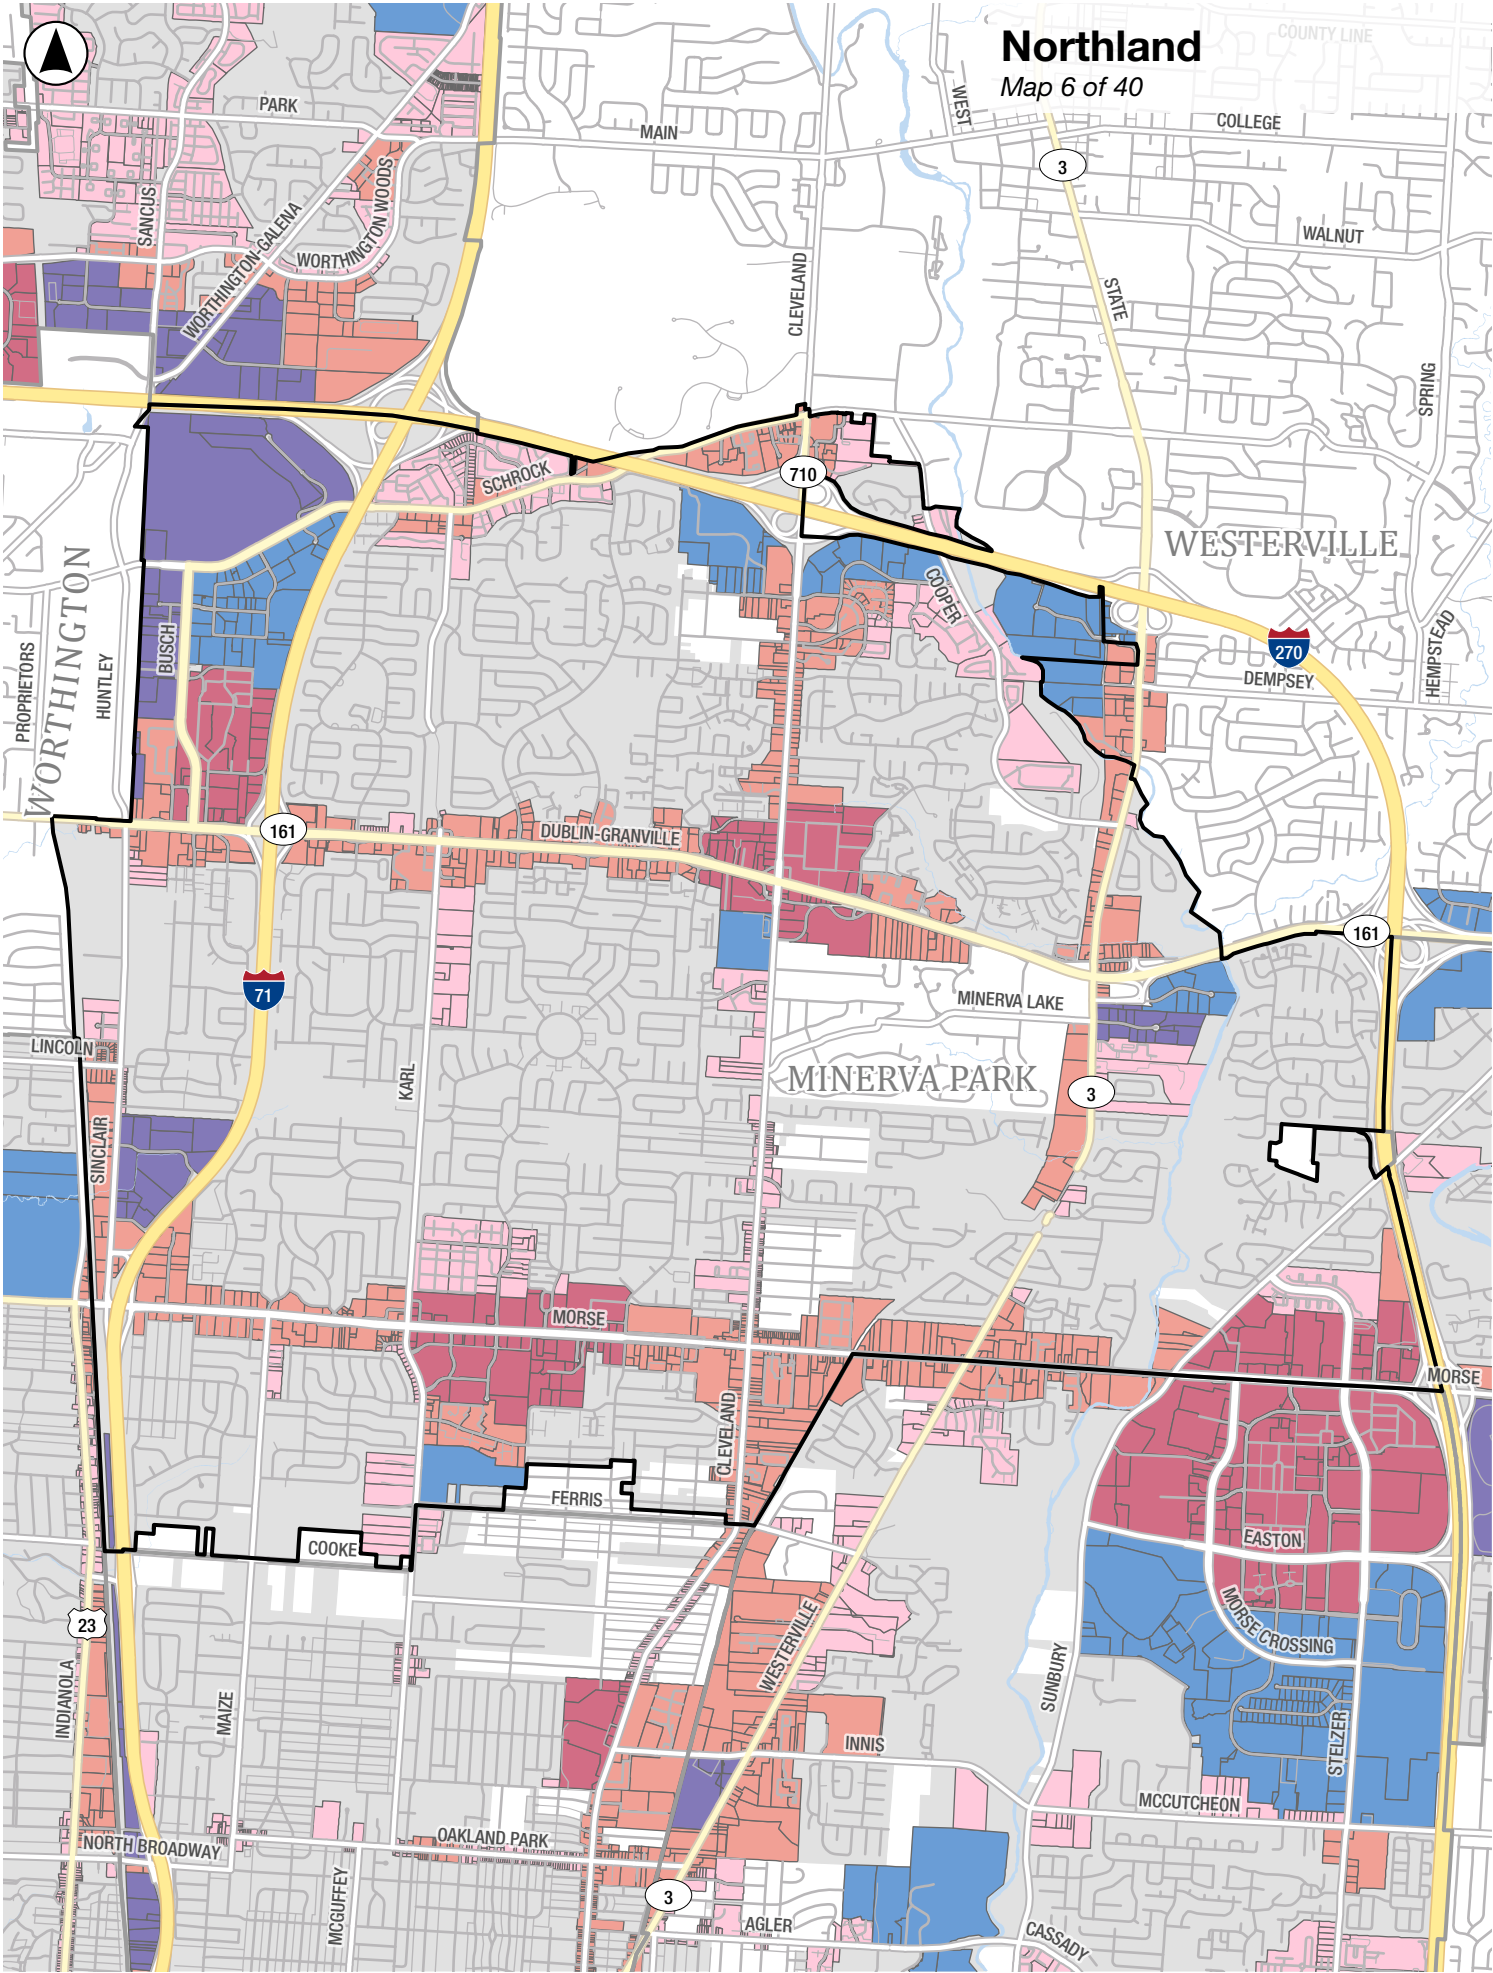 Northland
Map 6 of 40
COUNTY LINE
PARK
MAIN
WEST
COLLEGE
3
SANCUS
WORTHINGTON-GALENA
WORTHINGTON WOODS
WALNUT
CLEVELAND
STATE
SPRING
SCHROCK
710
WORTHINGTON
WESTERVILLE
COOPER
PROPRIETORS
HUNTLEY
BUSCH
270
DEMPSEY
HEMPSTEAD
161
DUBLIN-GRANVILLE
161
71
MINERVA LAKE
LINCOLN
KARL
MINERVA PARK
3
SINCLAIR
MORSE
MORSE
CLEVELAND
FERRIS
COOKE
EASTON
MORSE CROSSING
23
INDIANOLA
MAIZE
WESTERVILLE
SUNBURY
STELZER
INNIS
MCCUTCHEON
NORTH BROADWAY
OAKLAND PARK
MCGUFFEY
3
AGLER
CASSADY